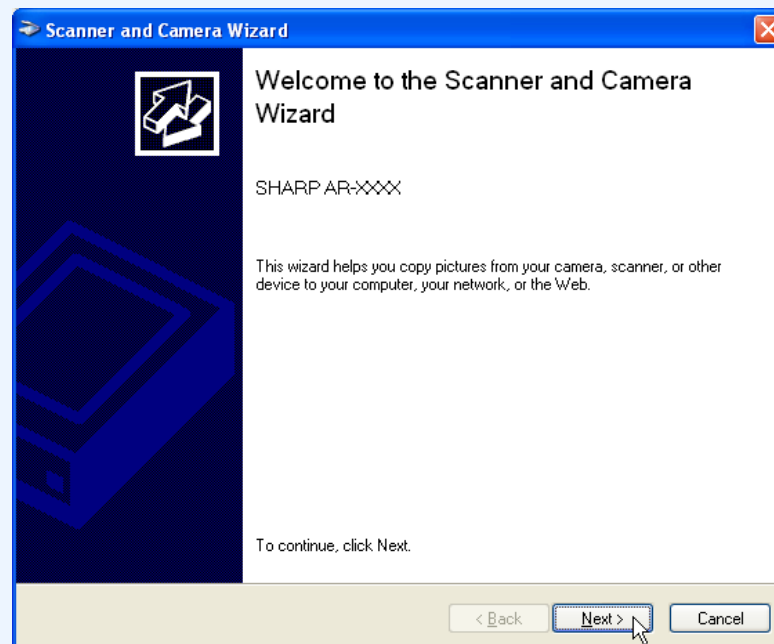 Scanner and Camera Wizard
Welcome to the Scanner and Camera
Wizard
SHARP AR-XXXX
This wizard helps you copy pictures from your camera, scanner, or other
device to your computer, your network, or the Web.
To continue, click Next.
< Back Next > Cancel